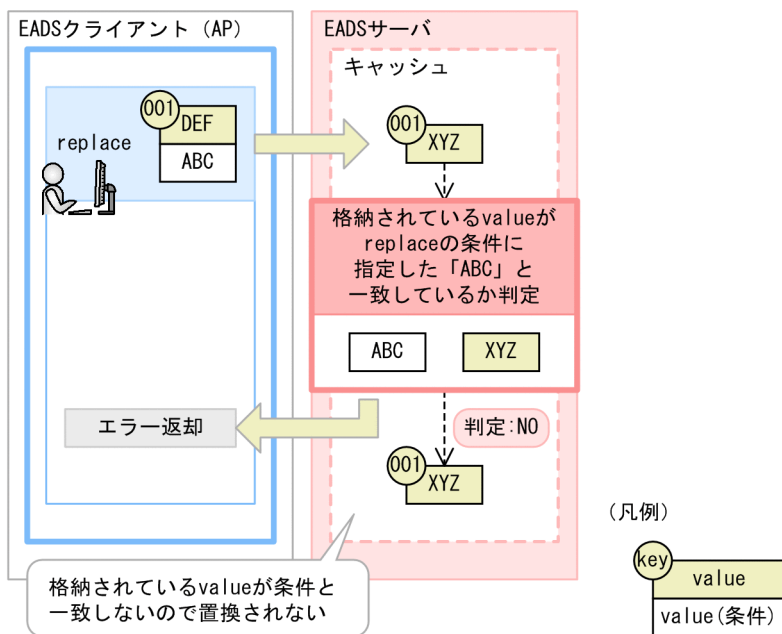 EADSクライアント（AP）
EADSサーバ
キャッシュ
replace
001
DEF
ABC
001
XYZ
格納されているvalueが
replaceの条件に
指定した「ABC」と
一致しているか判定
ABC
XYZ
エラー返却
判定:NO
001
XYZ
格納されているvalueが条件と
一致しないので置換されない
（凡例）
key
value
value(条件)